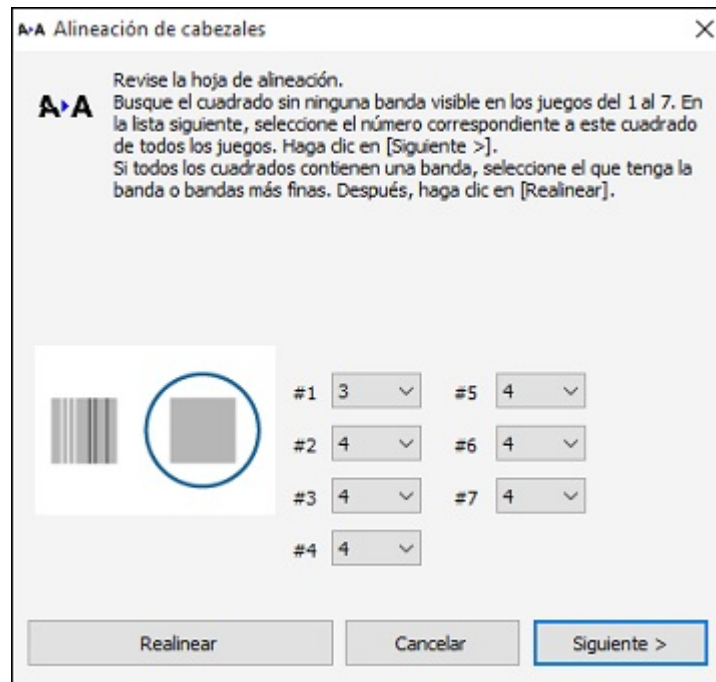 A▸A Alineación de cabezales
A▸A
Revise la hoja de alineación.
Busque el cuadrado sin ninguna banda visible en los juegos del 1 al 7. En
la lista siguiente, seleccione el número correspondiente a este cuadrado
de todos los juegos. Haga clic en [Siguiente >].
Si todos los cuadrados contienen una banda, seleccione el que tenga la
banda o bandas más finas. Después, haga clic en [Realinear].
#1 3 #5 4
#2 4 #6 4
#3 4 #7 4
#4 4
Realinear Cancelar Siguiente >